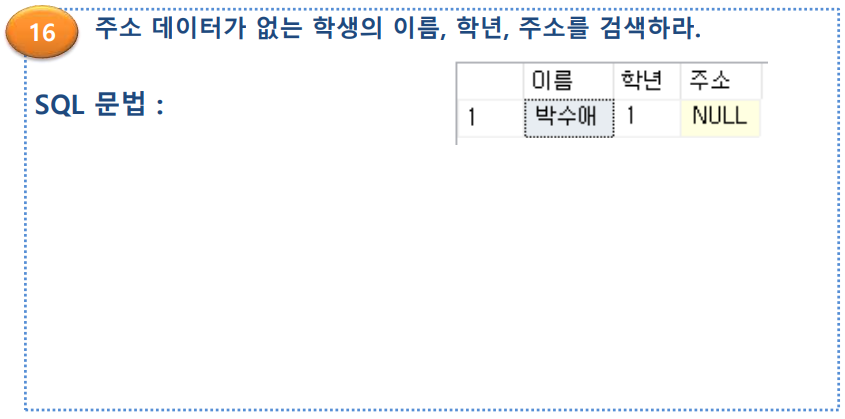 16 주소 데이터가 없는 학생의 이름, 학년, 주소를 검색하라.
SQL 문법 :
이름 학년 주소
1 박수애 1 NULL